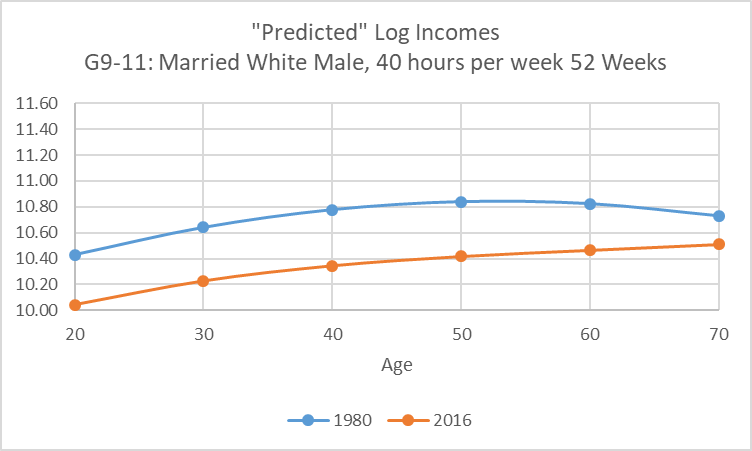 "Predicted" Log Incomes
G9-11: Married White Male, 40 hours per week 52 Weeks
11.60
11.40
11.20
11.00
10.80
10.60
10.40
10.20
10.00
20 30 40 50 60 70
Age
1980 2016